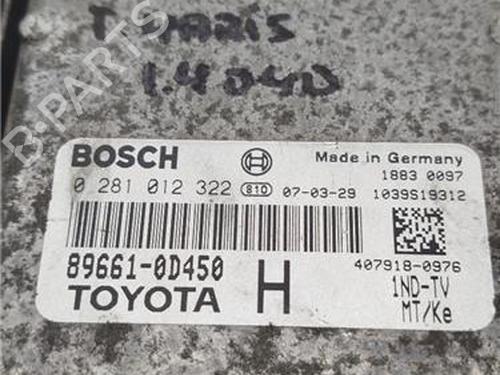 T YARIS
1.4 D4D
B-PARTS
BOSCH
Made in Germany
1883 0097
0 281 012 322 810 07-03-29 1039S19312
89661-0D450
407918-0976
TOYOTA H 1ND-TV
MT/Ke